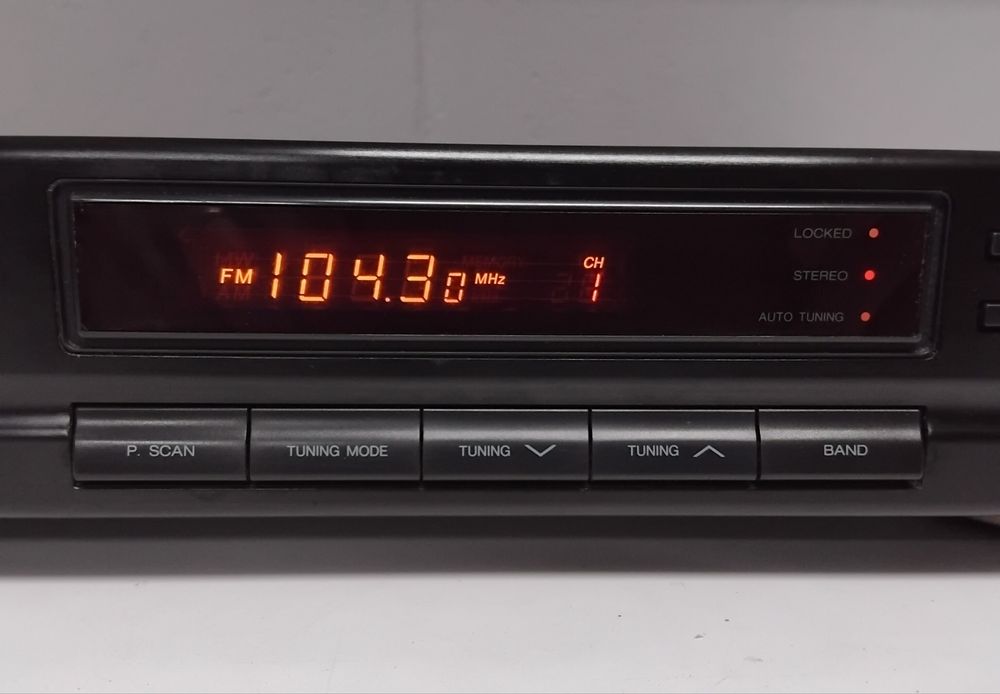 LOCKED
FM 104.30 MHz CH 1
STEREO
AUTO TUNING
P. SCAN TUNING MODE TUNING TUNING BAND